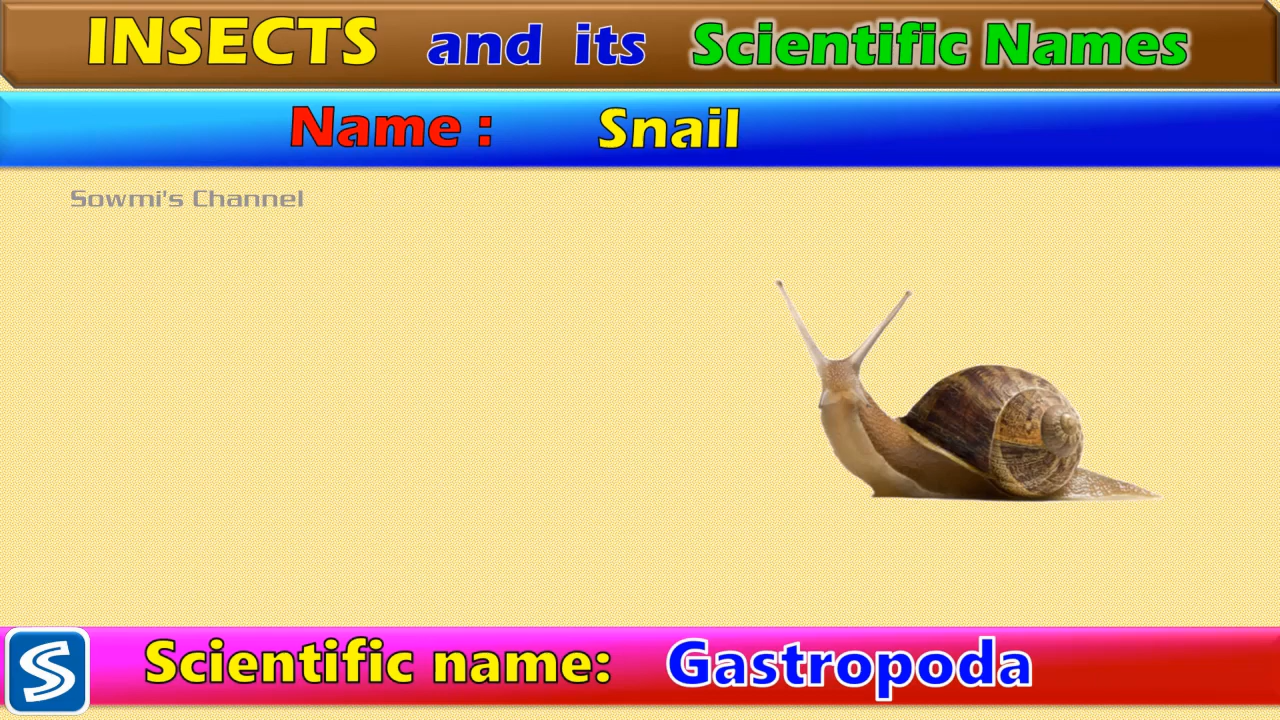 INSECTS and its Scientific Names
Name : Snail
Sowmi's Channel
S
Scientific name: Gastropoda